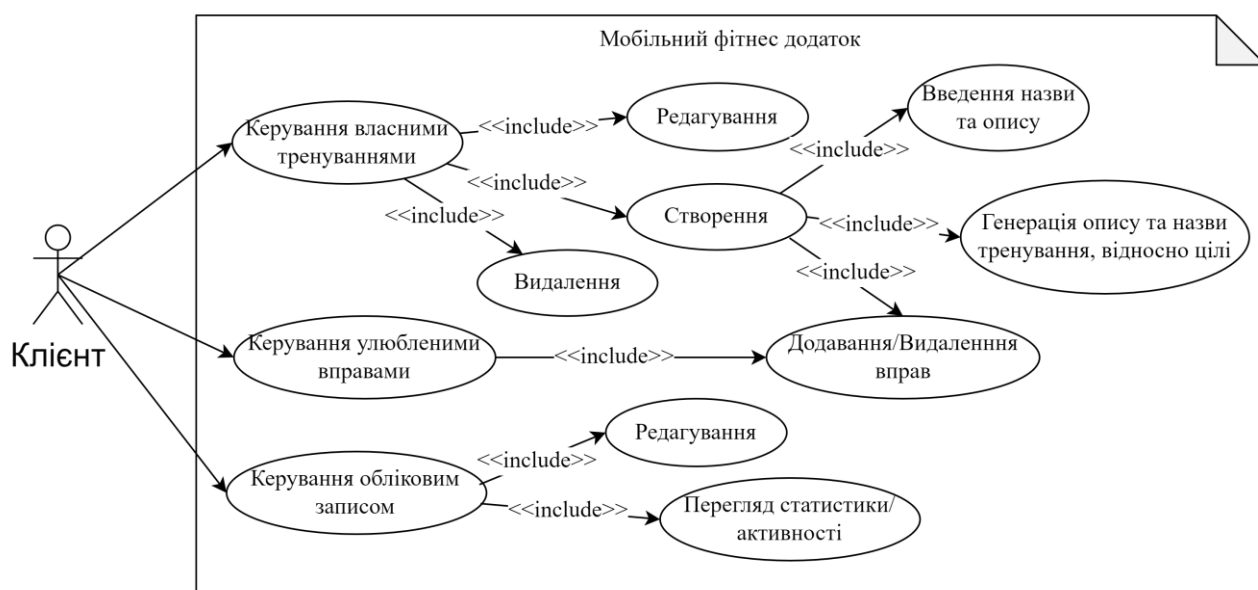 Мобільний фітнес додаток
Керування власними
тренуваннями
<<include>>
Редагування
Введення назви
та опису
<<include>>
<<include>>
Створення
<<include>>
Генерація опису та назви
тренування, відносно цілі
<<include>>
Видалення
<<include>>
Клієнт
Керування улюбленими
вправами
<<include>>
Додавання/Видаленння
вправ
Редагування
<<include>>
Керування обліковим
записом
<<include>>
Перегляд статистики/
активності